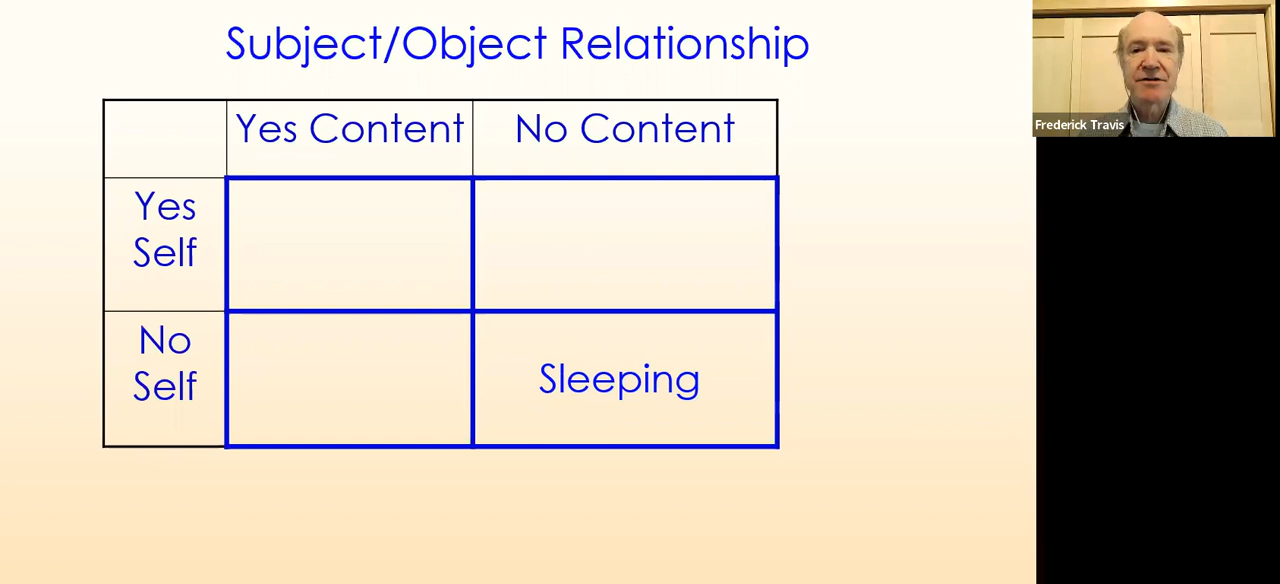 Subject/Object Relationship
Frederick Travis
Yes Content
No Content
Yes
Self
No
Self
Sleeping